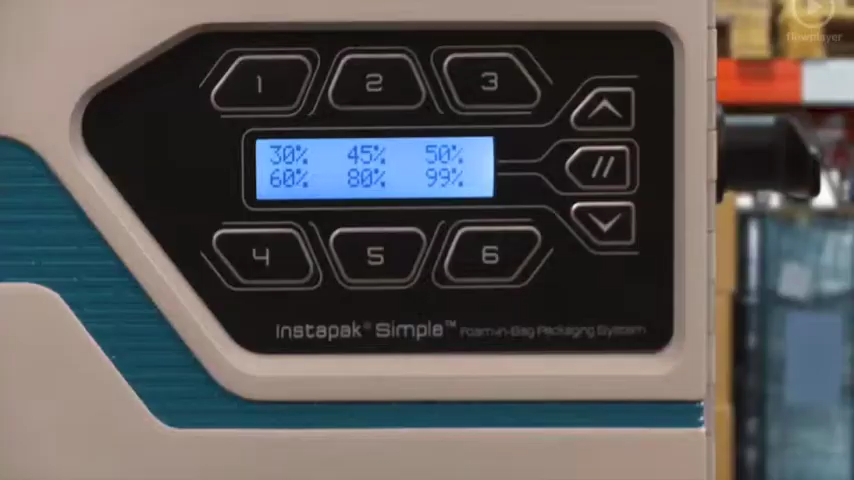 flowplayer
1 2 3
30% 45% 50%
60% 80% 99%
4 5 6
Instapak® Simple™ Foam-in-Bag Packaging System